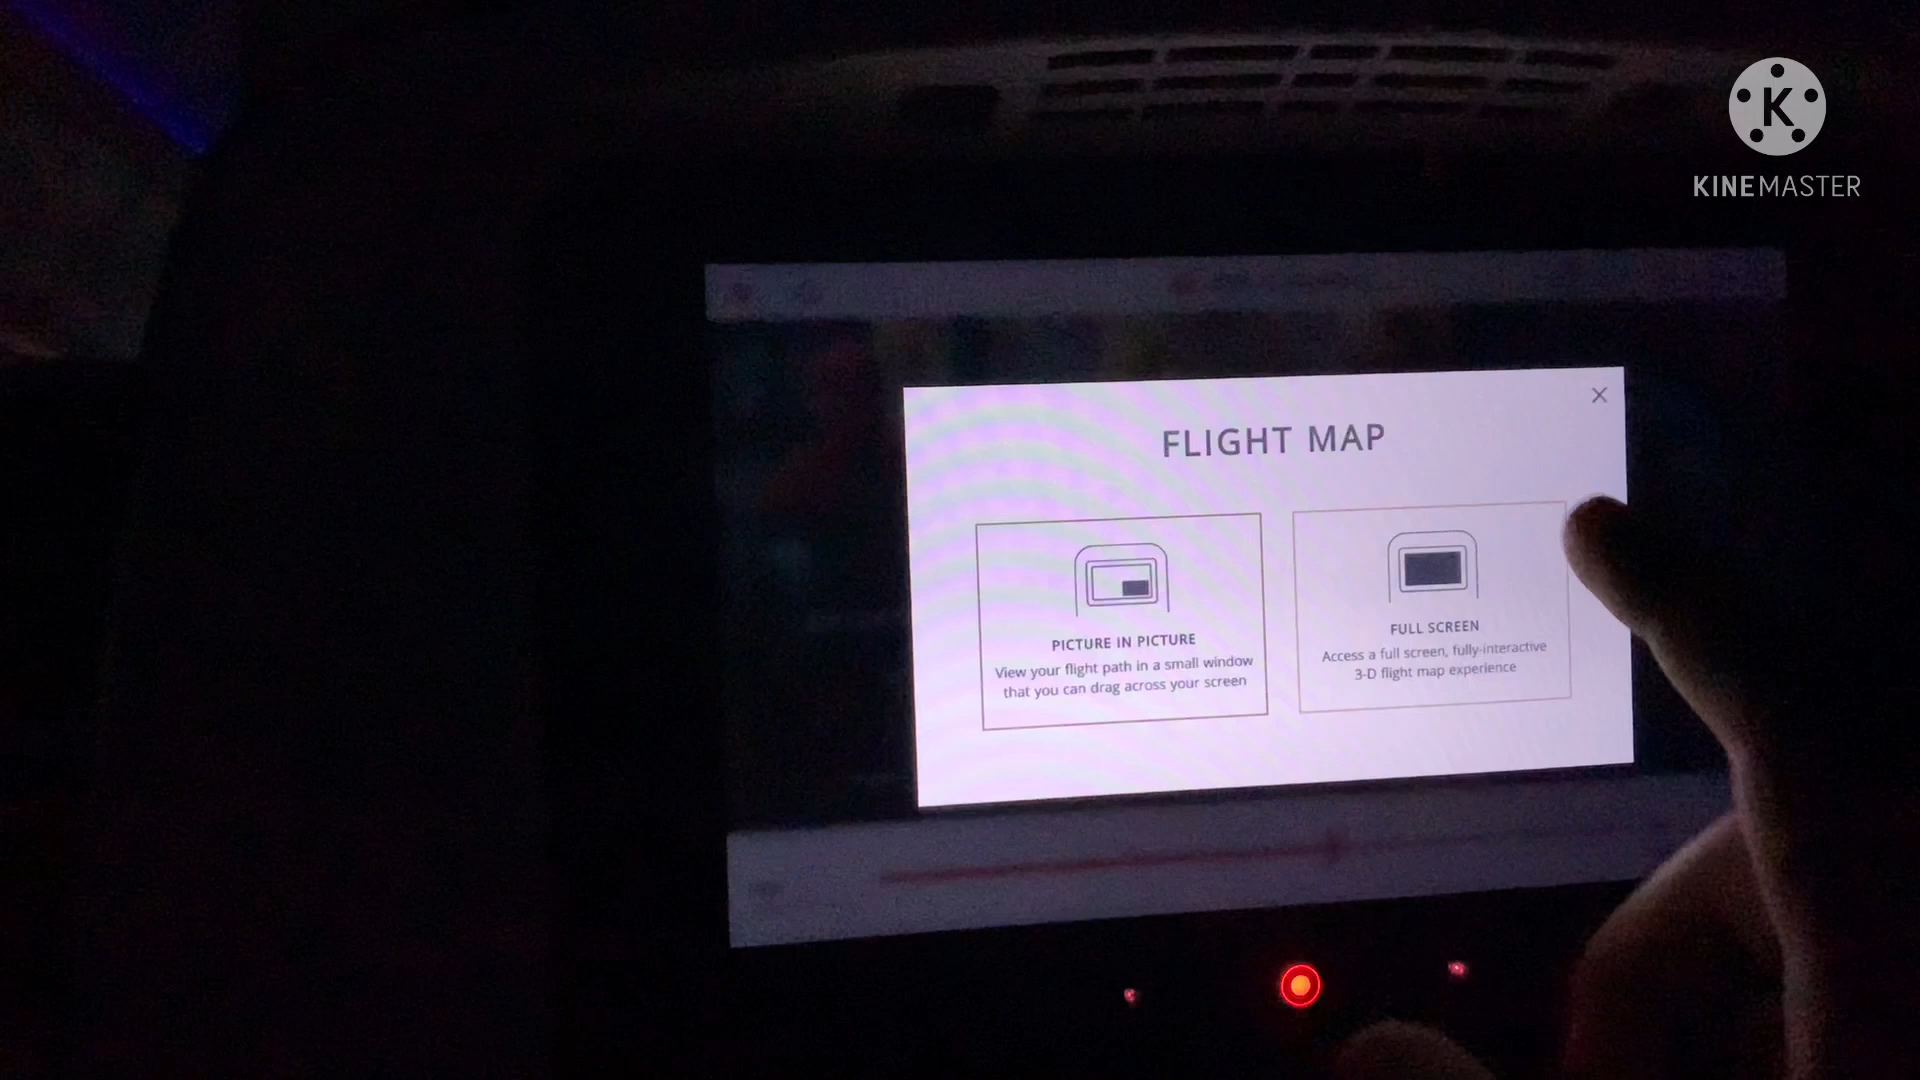 K
KINEMASTER
×
FLIGHT MAP
PICTURE IN PICTURE
View your flight path in a small window
that you can drag across your screen
FULL SCREEN
Access a full screen, fully-interactive
3-D flight map experience